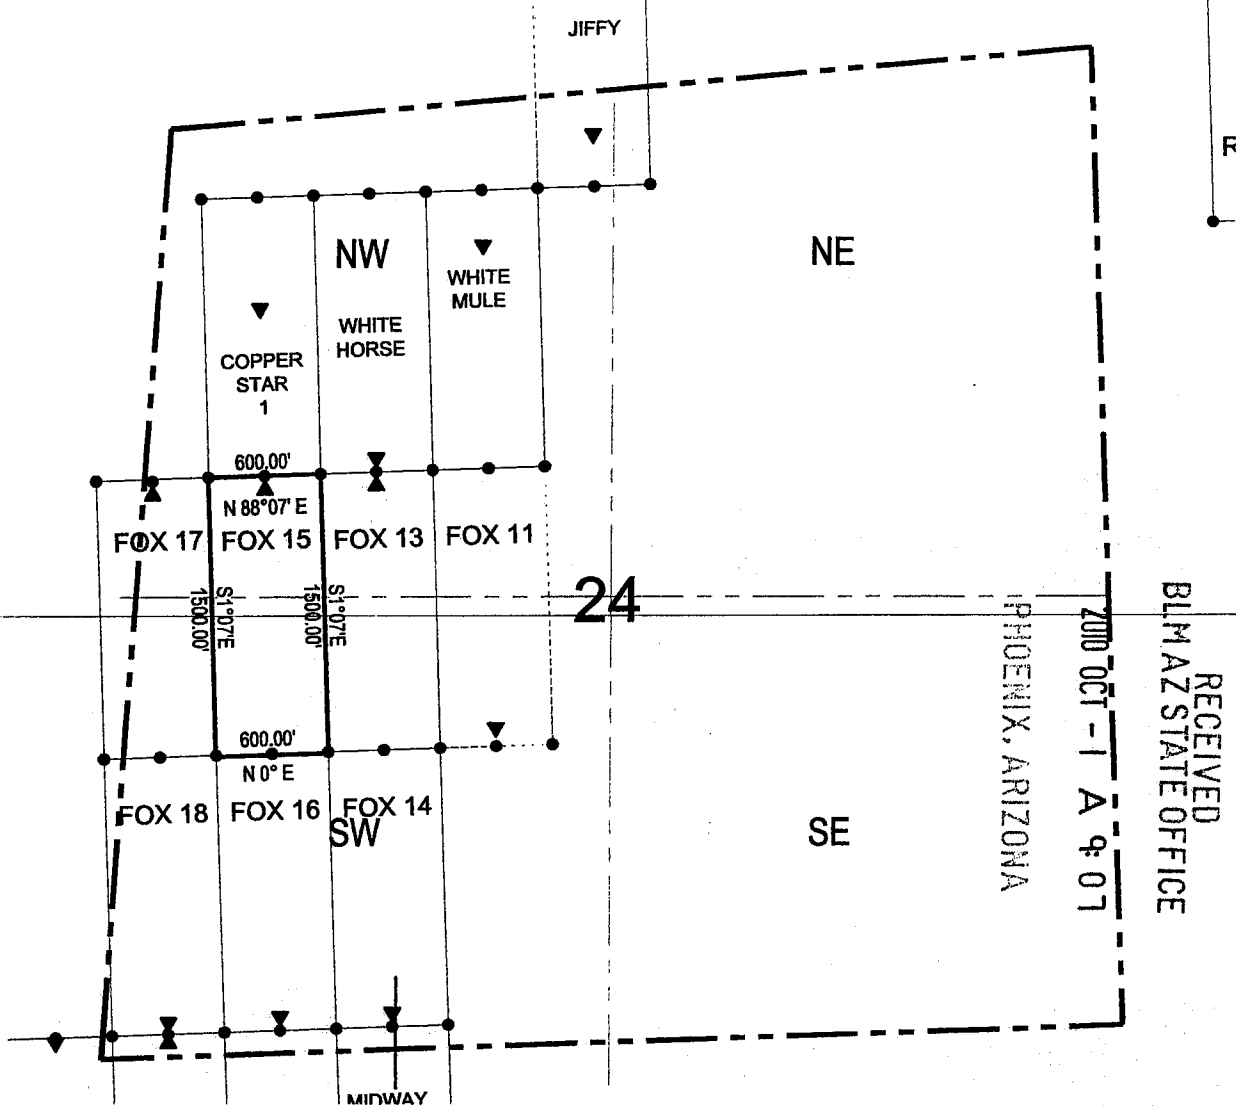 JIFFY
R
NW
NE
WHITE
MULE
WHITE
HORSE
COPPER
STAR
1
600.00'
N 88°07' E
FOX 17
FOX 15
FOX 13
FOX 11
S1°07'E
1500.00'
S1°07'E
1500.00'
24
600.00'
N 0° E
FOX 18
FOX 16
FOX 14
SW
SE
MIDWAY
RECEIVED
BLM AZ STATE OFFICE
2010 OCT -1 A 9:07
PHOENIX, ARIZONA